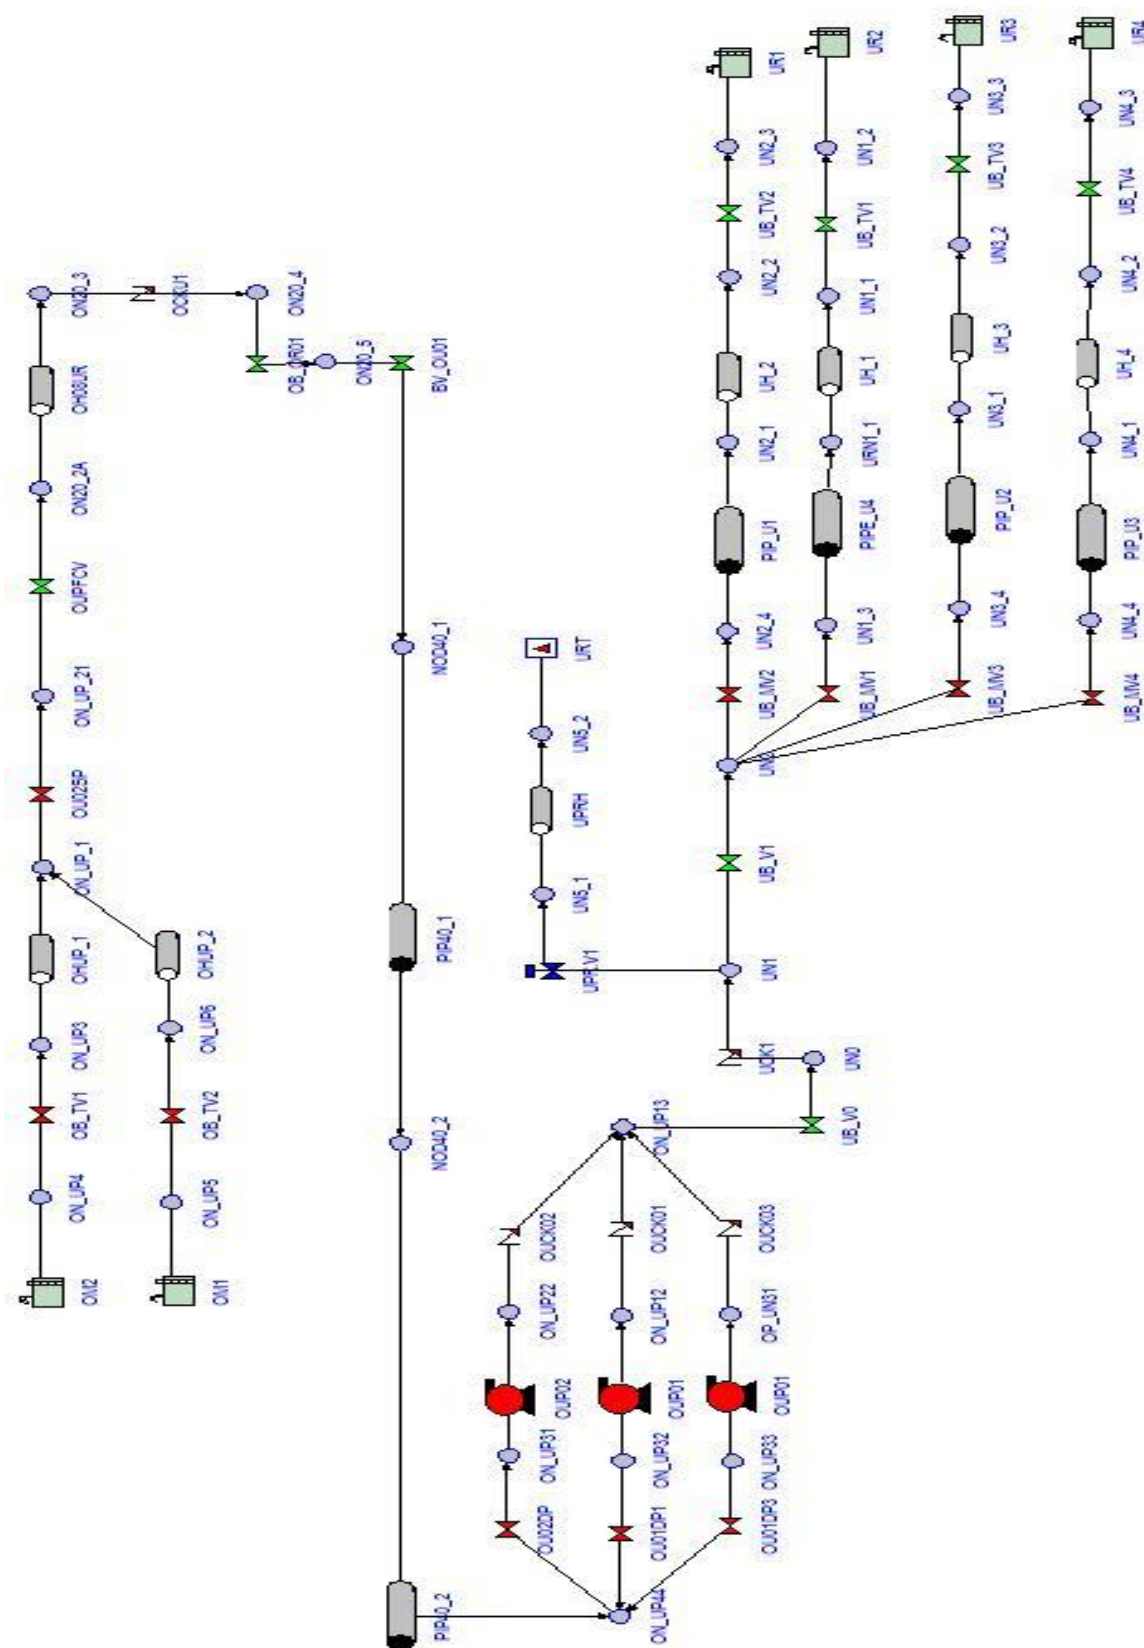 OM2
ON_UP4
OB_TV1
ON_UP3
OHUP_1
ON_UP_1
OU025IP
ON_UP_21
OUPFCV
ON20_2A
OH08UR
ON20_3
OM1
ON_UP5
OB_TV2
ON_UP6
OHUP_2
OCKU1
ON20_4
OB_OR01
ON20_5
BV_OU01
PIP40_2
NOD40_2
PIP40_1
NOD40_1
OU02DP
ON_UP31
OUP02
ON_UP22
OUCK02
UPR.V1
UN5_1
UPRH
UN5_2
URT
ON_UP44
OU01DP1
ON_UP32
OUP01
ON_UP12
OUCK01
ON_UP13
OU01DP3
ON_UP33
OUP01
OP_UN31
OUCK03
UB_V0
UN0
UCK1
UN1
UB_V1
UN2
UB_MV2
UN2_4
PIP_U1
UN2_1
UH_2
UN2_2
UB_TV2
UN2_3
UR1
UB_MV1
UN1_3
PIPE_U4
URN1_1
UH_1
UN1_1
UB_TV1
UN1_2
UR2
UB_MV3
UN3_4
PIP_U2
UN3_1
UH_3
UN3_2
UB_TV3
UN3_3
UR3
UB_MV4
UN4_4
PIP_U3
UN4_1
UH_4
UN4_2
UB_TV4
UN4_3
UR4